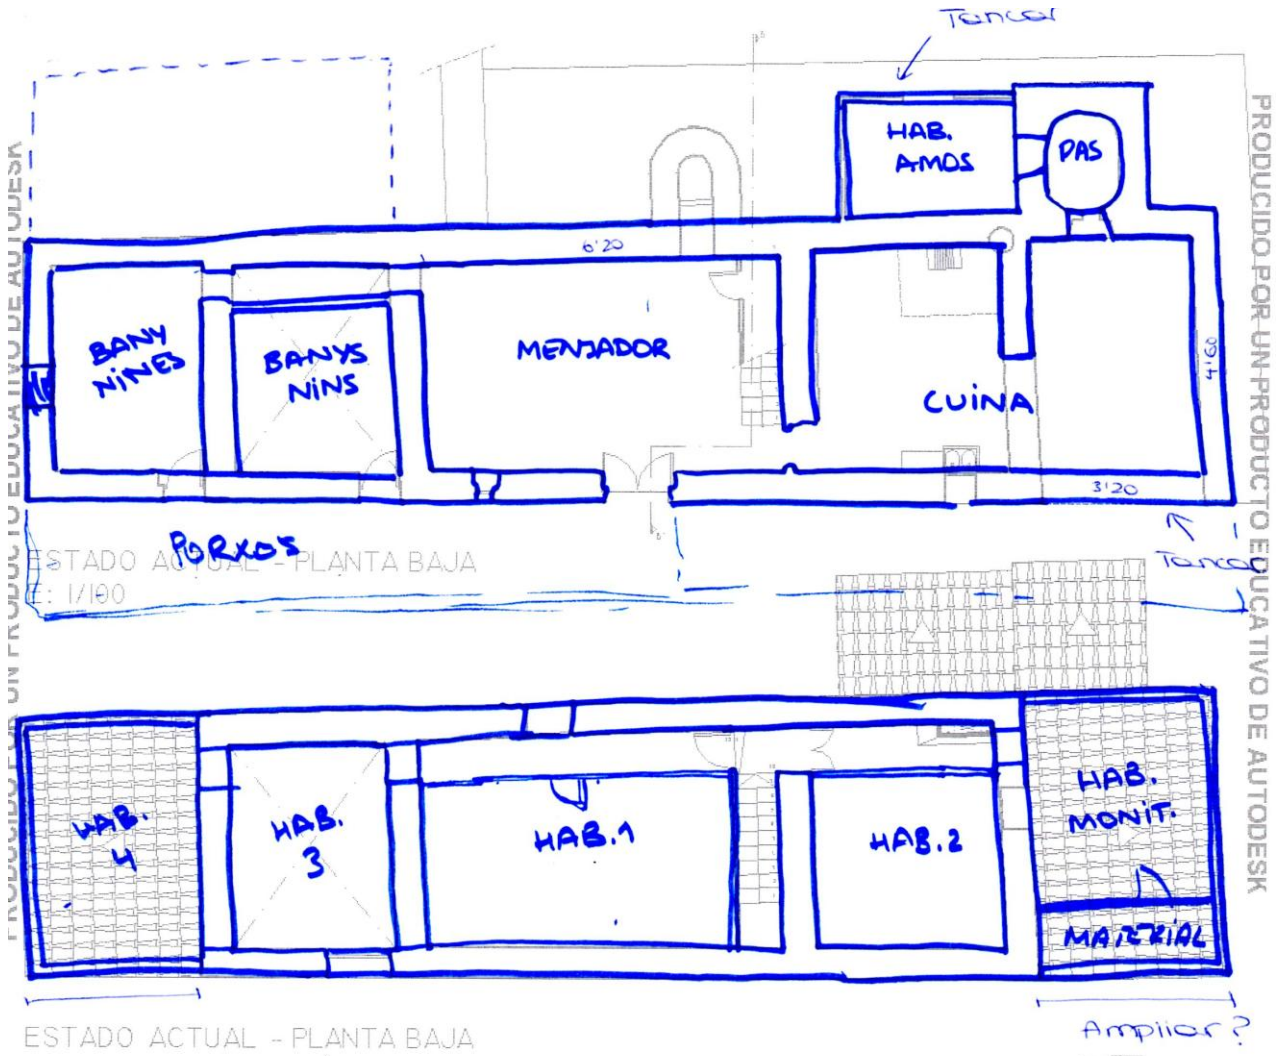 Tancar
HAB.
AMOS
PAS
6'20
BANY
NINES
BANYS
NINS
MENJADOR
CUINA
4'60
3'20
Tancar
PORXOS
ESTADO ACTUAL - PLANTA BAJA
E: 1/100
HAB.
4
HAB.
3
HAB.1
HAB.2
HAB.
MONIT.
MATERIAL
Ampliar?
ESTADO ACTUAL - PLANTA BAJA
PRODUCIDO POR UN PRODUCTO EDUCATIVO DE AUTODESK
PRODUCIDO POR UN PRODUCTO EDUCATIVO DE AUTODESK